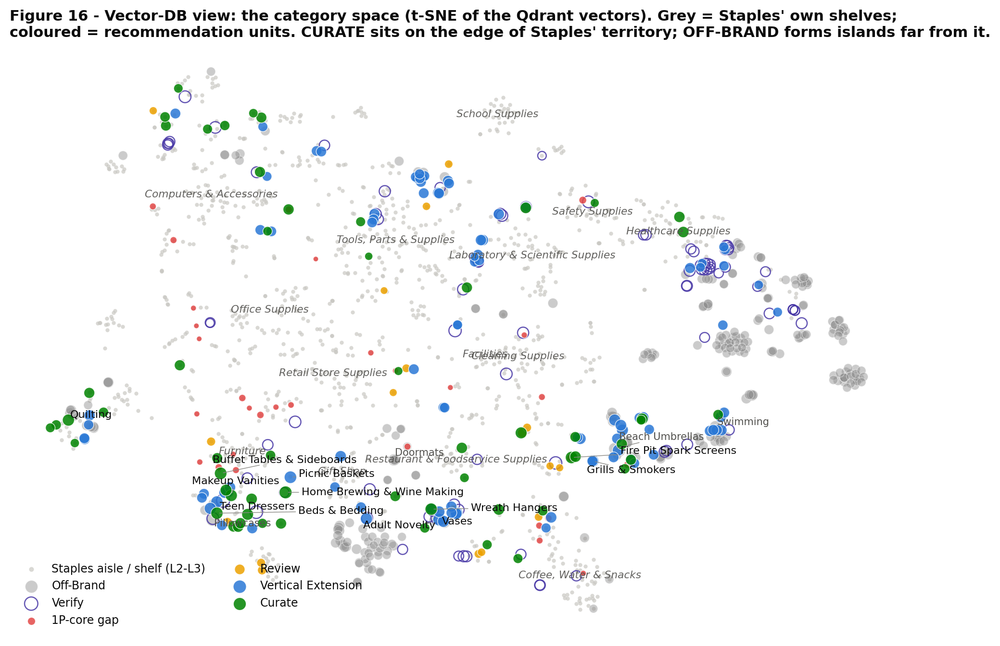 Figure 16 - Vector-DB view: the category space (t-SNE of the Qdrant vectors). Grey = Staples' own shelves;
coloured = recommendation units. CURATE sits on the edge of Staples' territory; OFF-BRAND forms islands far from it.
School Supplies
Computers & Accessories
Safety Supplies
Healthcare Supplies
Tools, Parts & Supplies
Laboratory & Scientific Supplies
Office Supplies
Facilities
Cleaning Supplies
Retail Store Supplies
Quilting
Swimming
Beach Umbrellas
Furniture
Doormats
Fire Pit Spark Screens
Buffet Tables & Sideboards
Restaurant & Foodservice Supplies
Grills & Smokers
Gift Shop
Picnic Baskets
Makeup Vanities
Home Brewing & Wine Making
Teen Dressers
Beds & Bedding
Wreath Hangers
Pillowcases
Adult Novelty
Vases
Coffee, Water & Snacks
Staples aisle / shelf (L2-L3)
Off-Brand
Verify
1P-core gap
Review
Vertical Extension
Curate